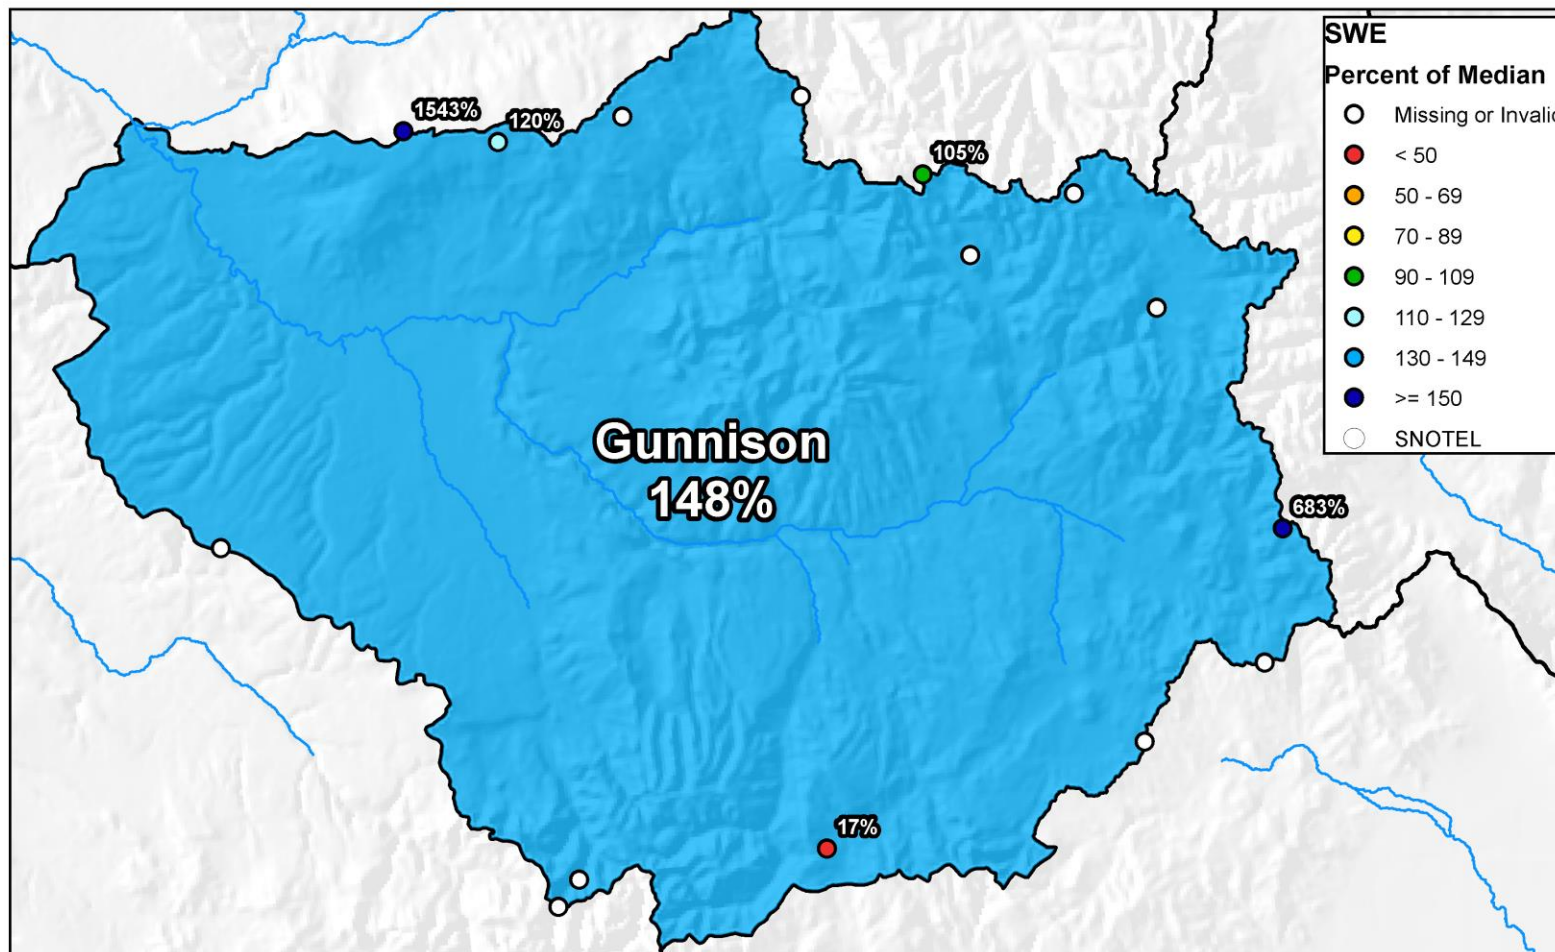 SWE
Percent of Median
Missing or Invalid
< 50
50 - 69
70 - 89
90 - 109
110 - 129
130 - 149
>= 150
SNOTEL
1543%
120%
105%
Gunnison
148%
683%
17%